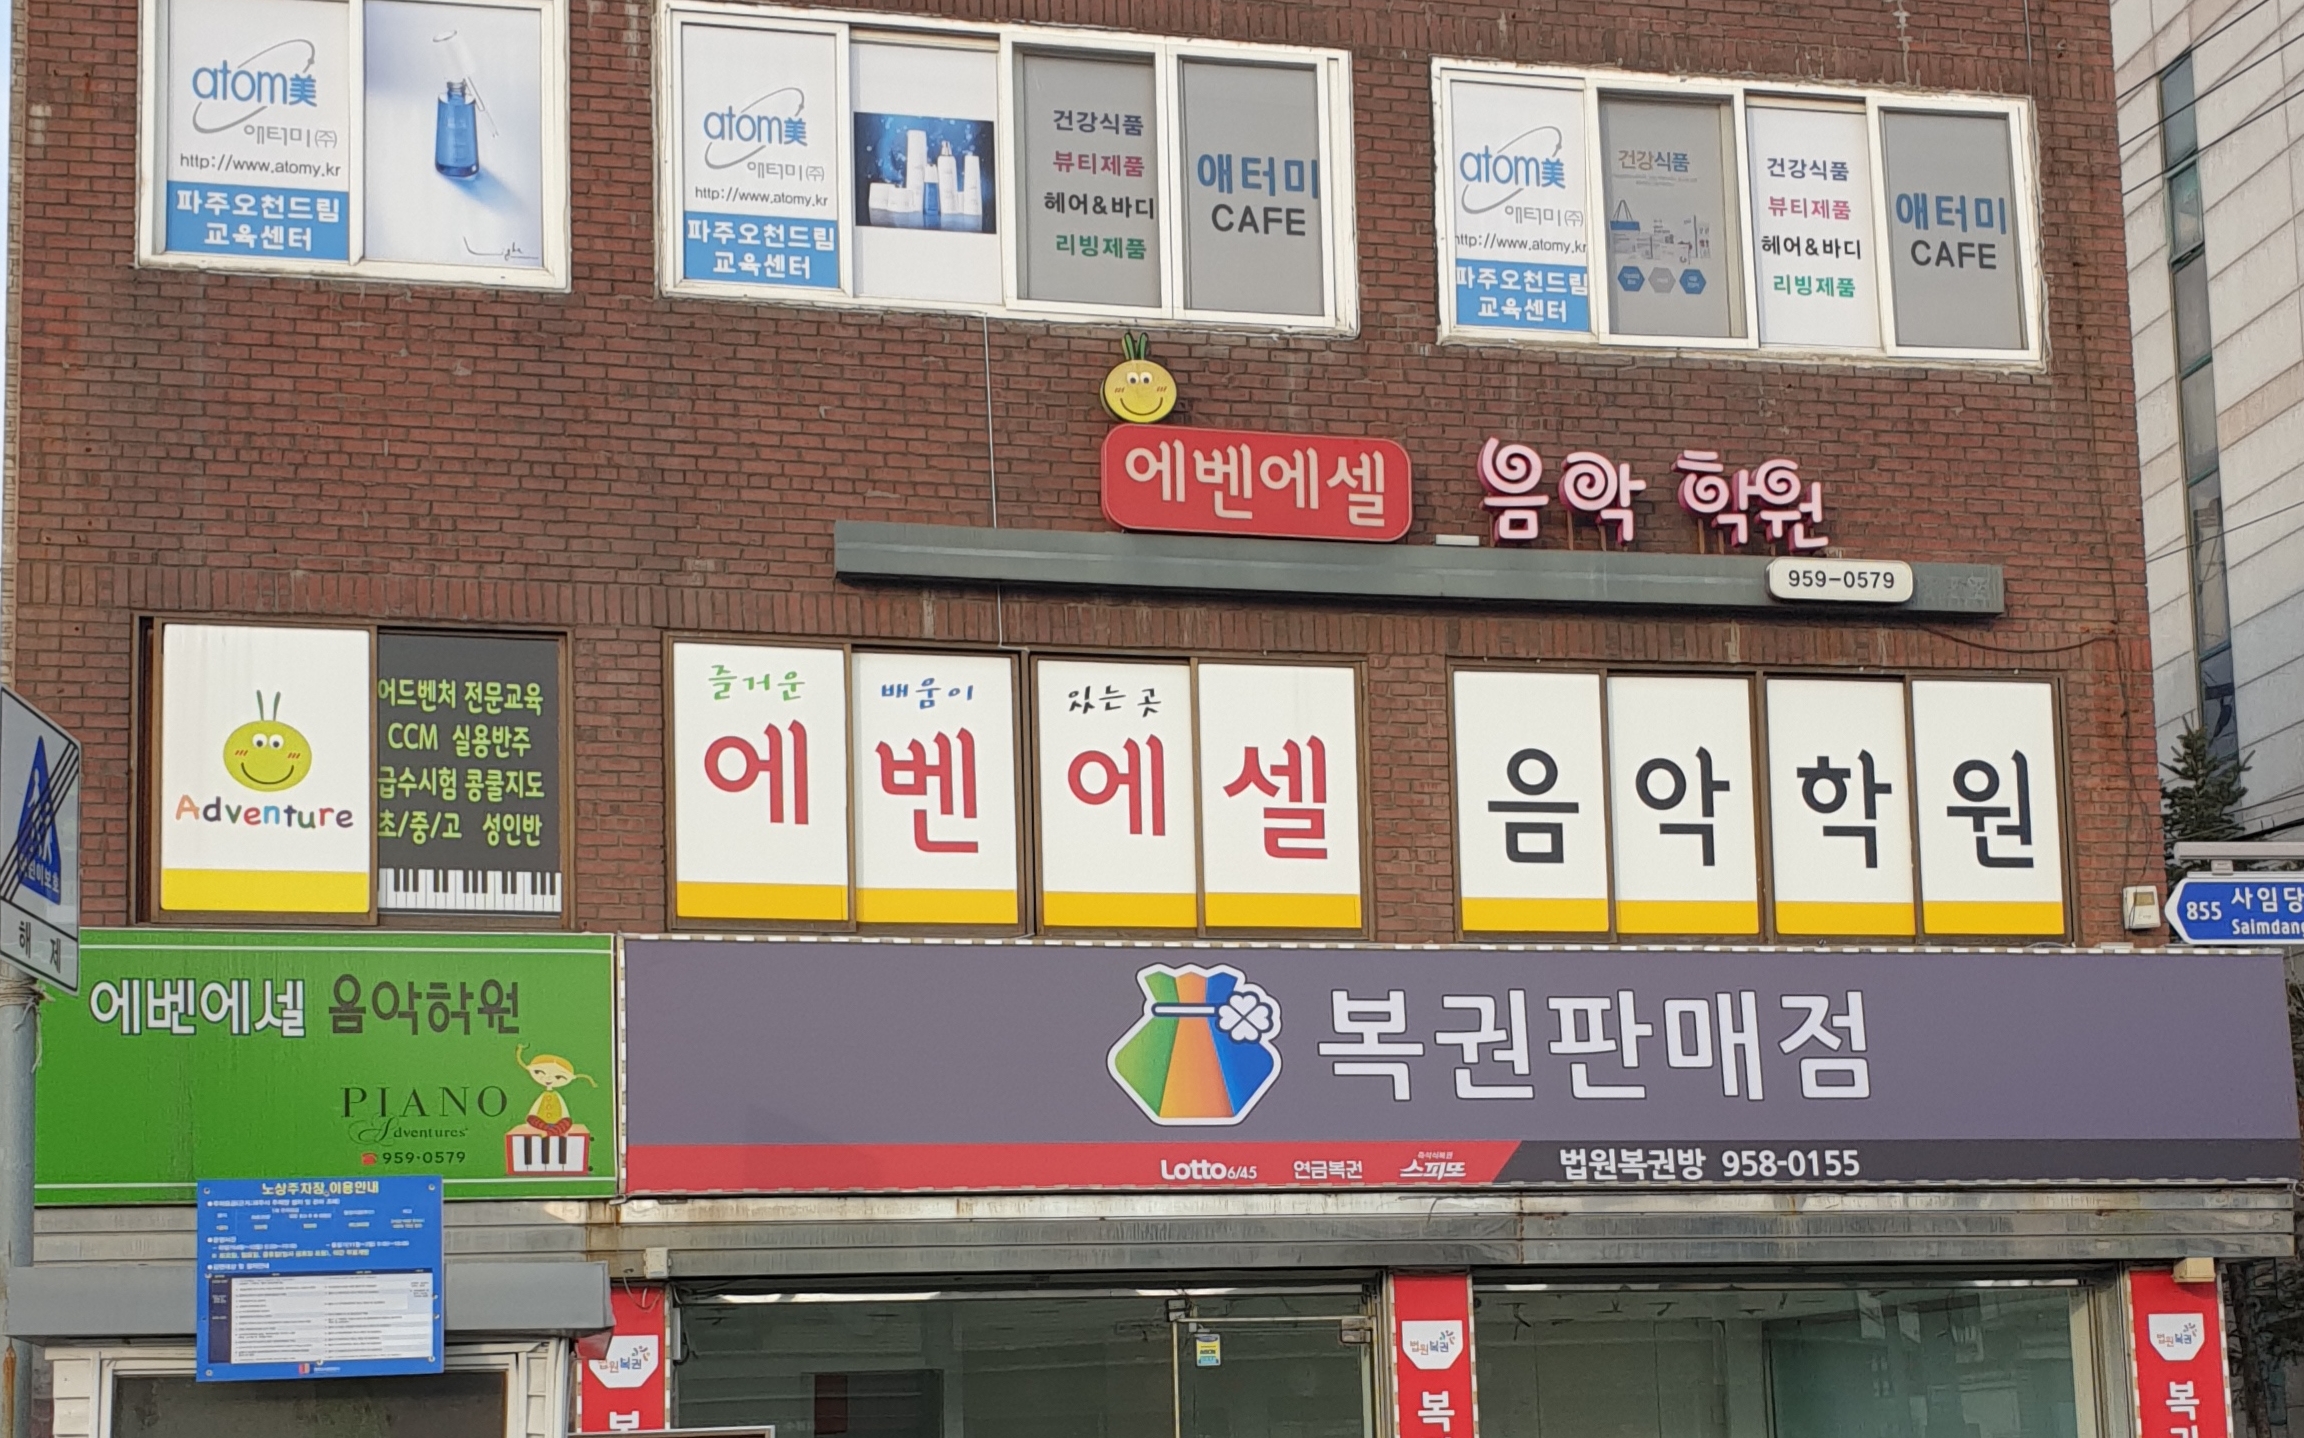 atom美
애터미(주)
http://www.atomy.kr
파주오천드림
교육센터
atom美
애터미(주)
http://www.atomy.kr
파주오천드림
교육센터
건강식품
뷰티제품
헤어&바디
리빙제품
애터미
CAFE
atom美
애터미(주)
http://www.atomy.kr
파주오천드림
교육센터
건강식품
건강식품
뷰티제품
헤어&바디
리빙제품
애터미
CAFE
에벤에셀 음악 학원
959-0579
Adventure
어드벤처 전문교육
CCM 실용반주
급수시험 콩쿨지도
초/중/고 성인반
즐거운 배움이 있는 곳
에벤에셀 음악학원
해 제
855 사임당
Saimdang
에벤에셀 음악학원
PIANO
Adventures
959-0579
복권판매점
Lotto 6/45 연금복권 즉석식복권 스피또 법원복권방 958-0155
노상주차장 이용안내
법원복권
복
법원복권
복
법원복권
복권